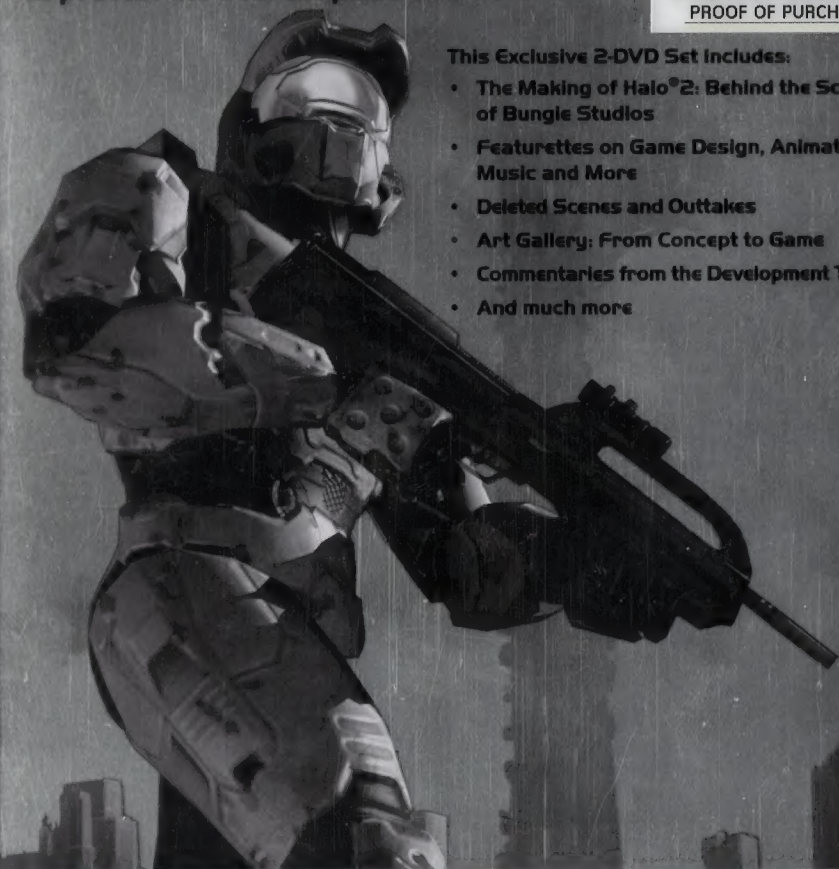 PROOF OF PURCH
This Exclusive 2-DVD Set Includes:
• The Making of Halo®2: Behind the Sc
of Bungie Studios
• Featurettes on Game Design, Animat
Music and More
• Deleted Scenes and Outtakes
• Art Gallery: From Concept to Game
• Commentaries from the Development T
• And much more